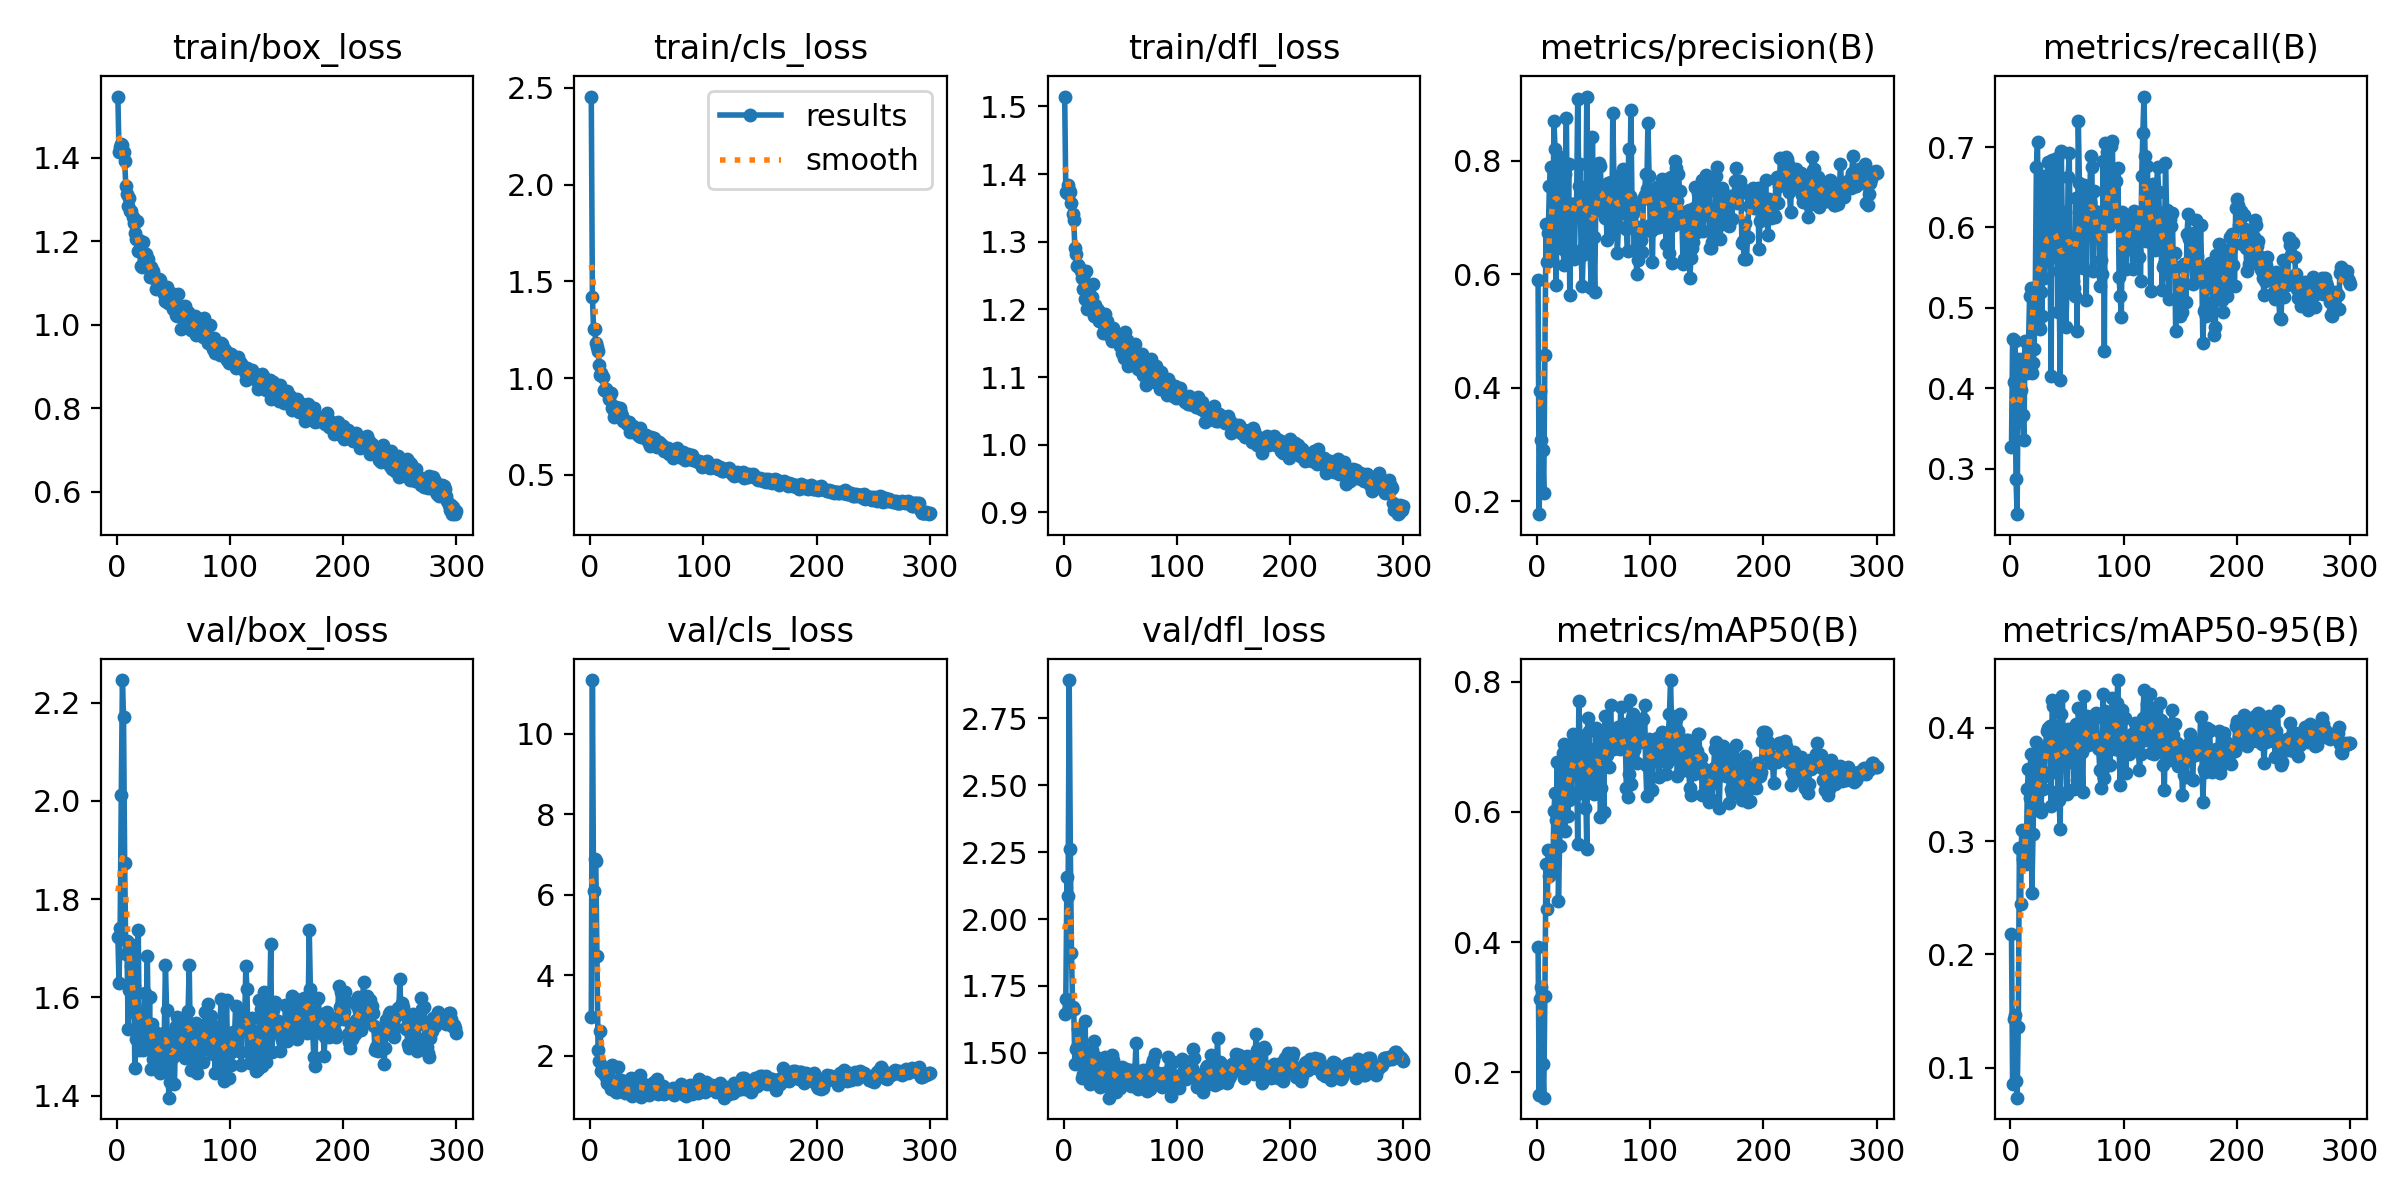 train/box_loss
1.4
1.2
1.0
0.8
0.6
0 100 200 300
train/cls_loss
results
smooth
2.5
2.0
1.5
1.0
0.5
0 100 200 300
train/dfl_loss
1.5
1.4
1.3
1.2
1.1
1.0
0.9
0 100 200 300
metrics/precision(B)
0.8
0.6
0.4
0.2
0 100 200 300
metrics/recall(B)
0.7
0.6
0.5
0.4
0.3
0 100 200 300
val/box_loss
2.2
2.0
1.8
1.6
1.4
0 100 200 300
val/cls_loss
10
8
6
4
2
0 100 200 300
val/dfl_loss
2.75
2.50
2.25
2.00
1.75
1.50
0 100 200 300
metrics/mAP50(B)
0.8
0.6
0.4
0.2
0 100 200 300
metrics/mAP50-95(B)
0.4
0.3
0.2
0.1
0 100 200 300